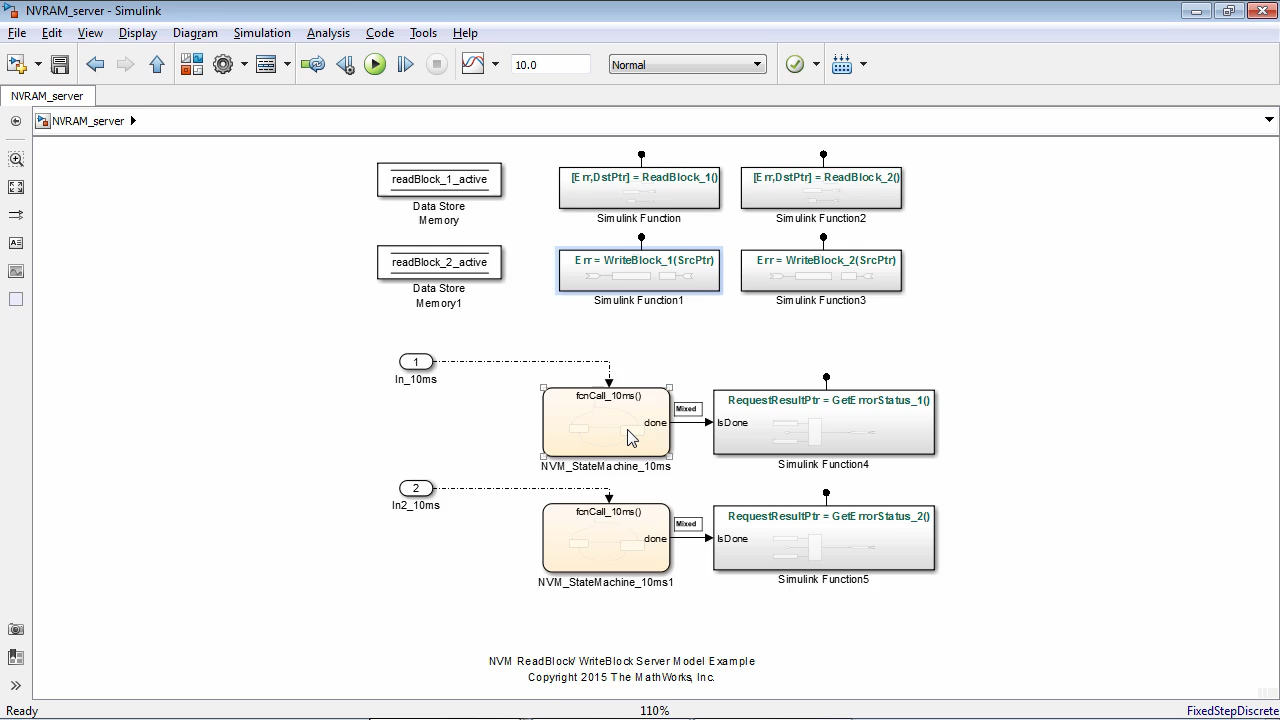 NVRAM_server - Simulink
File Edit View Display Diagram Simulation Analysis Code Tools Help
10.0
Normal
NVRAM_server
NVRAM_server
readBlock_1_active
Data Store
Memory
[Err,DstPtr] = ReadBlock_1()
Simulink Function
[Err,DstPtr] = ReadBlock_2()
Simulink Function2
readBlock_2_active
Data Store
Memory1
Err = WriteBlock_1(SrcPtr)
Simulink Function1
Err = WriteBlock_2(SrcPtr)
Simulink Function3
1
In_10ms
fcnCall_10ms()
done
NVM_StateMachine_10ms
Mixed
RequestResultPtr = GetErrorStatus_1()
IsDone
Simulink Function4
2
In2_10ms
fcnCall_10ms()
done
NVM_StateMachine_10ms1
Mixed
RequestResultPtr = GetErrorStatus_2()
IsDone
Simulink Function5
NVM ReadBlock/ WriteBlock Server Model Example
Copyright 2015 The MathWorks, Inc.
Ready
110%
FixedStepDiscrete